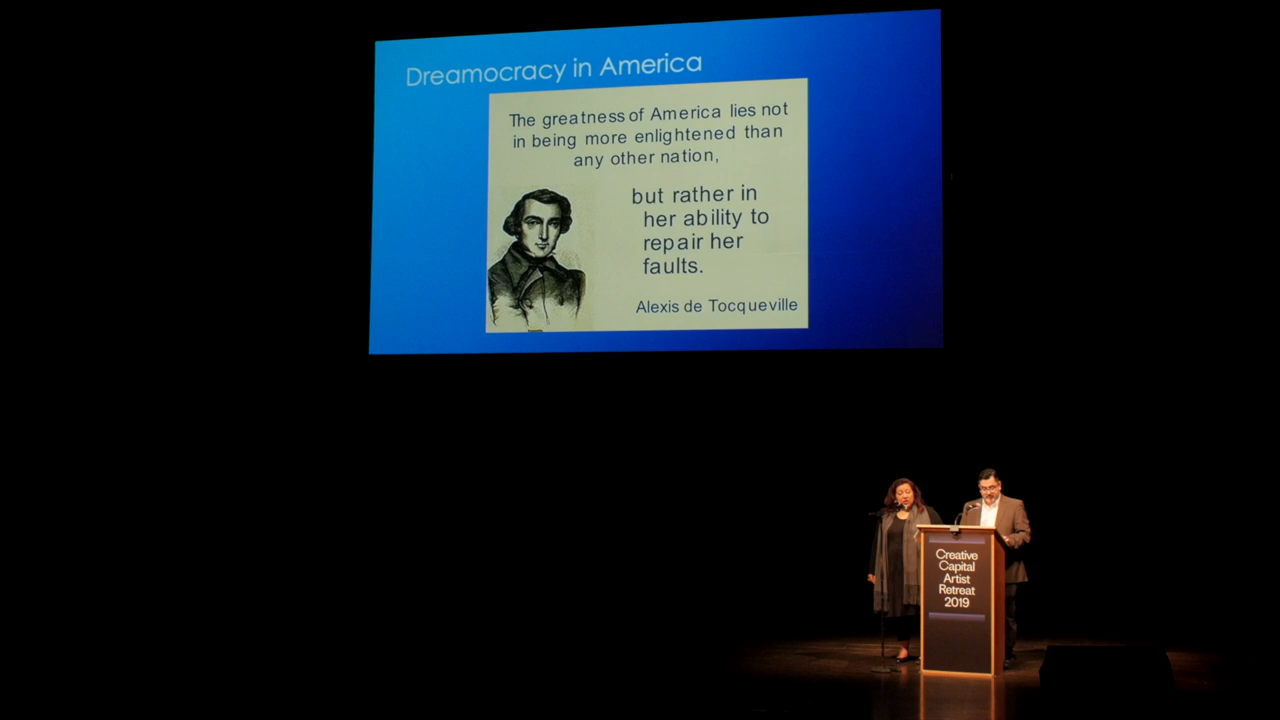 Dreamocracy in America
The greatness of America lies not
in being more enlightened than
any other nation,
but rather in
her ability to
repair her
faults.
Alexis de Tocqueville
Creative
Capital
Artist
Retreat
2019